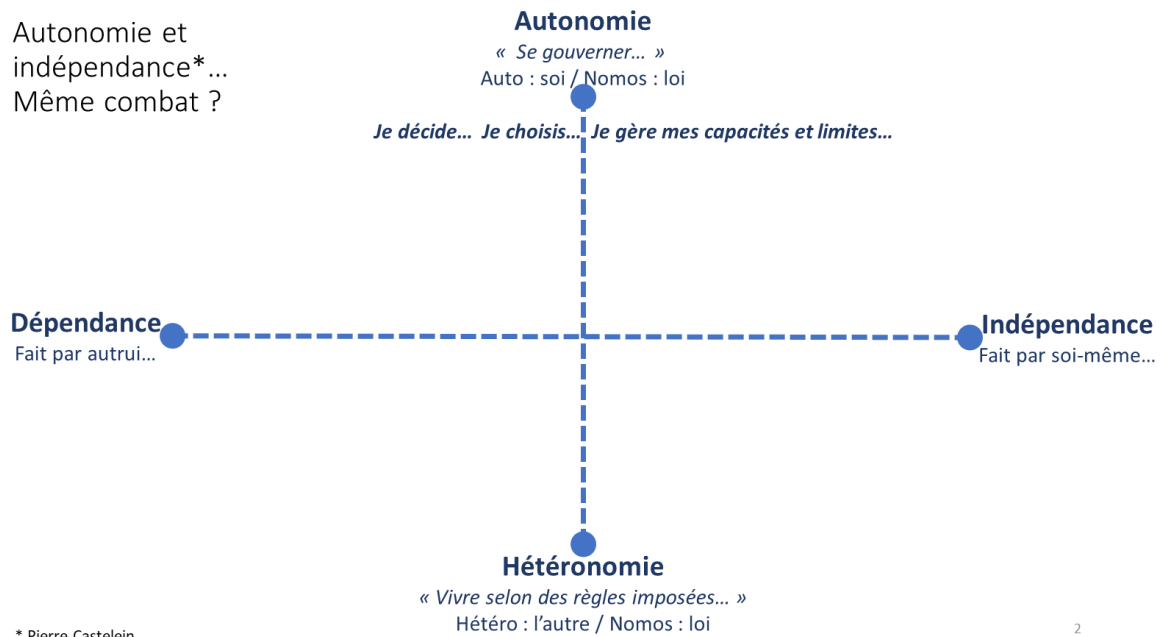 Autonomie et
indépendance*…
Même combat ?
Autonomie
«  Se gouverner… »
Auto : soi / Nomos : loi
Je décide…  Je choisis… Je gère mes capacités et limites…
Dépendance
Fait par autrui…
Indépendance
Fait par soi-même…
Hétéronomie
« Vivre selon des règles imposées… »
Hétéro : l’autre / Nomos : loi
* Pierre Castelein
2